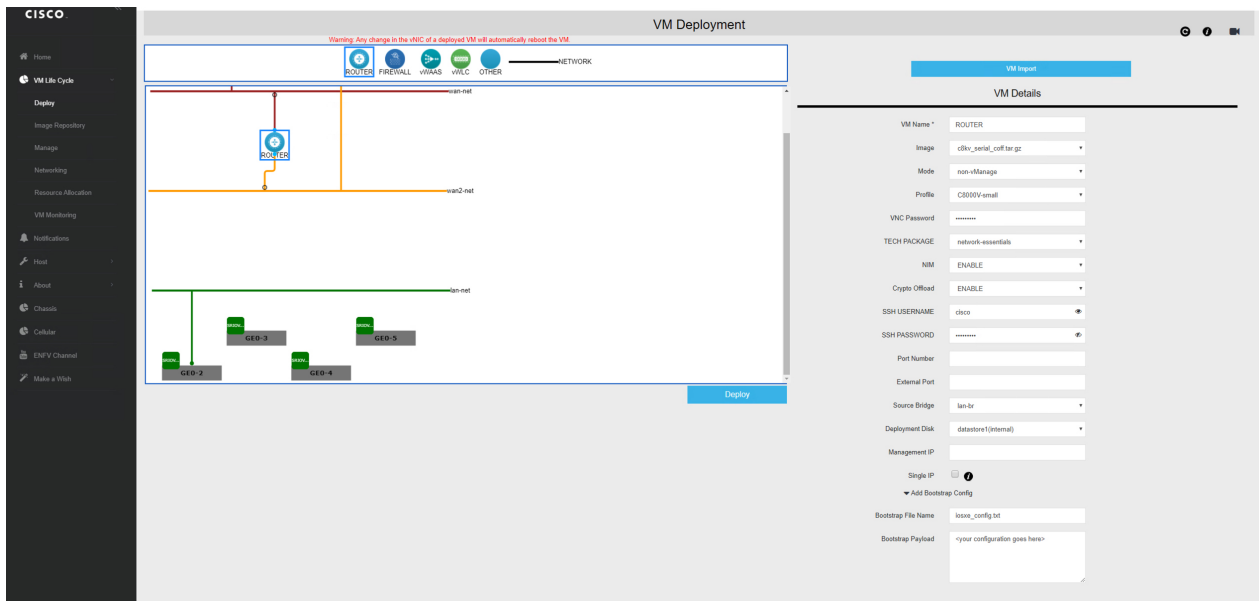 CISCO
Home
VM Life Cycle
Deploy
Image Repository
Manage
Networking
Resource Allocation
VM Monitoring
Notifications
Host
About
Chassis
Cellular
ENFV Channel
Make a Wish
VM Deployment
Warning: Any change in the vNIC of a deployed VM will automatically reboot the VM.
ROUTER FIREWALL vWAAS vWLC OTHER NETWORK
wan-net
ROUTER
wan2-net
lan-net
SRIOV... SRIOV...
GE0-3 GE0-5
SRIOV... SRIOV...
GE0-2 GE0-4
Deploy
VM Import
VM Details
VM Name * ROUTER
Image c8kv_serial_coff.tar.gz
Mode non-vManage
Profile C8000V-small
VNC Password •••••••••
TECH PACKAGE network-essentials
NIM ENABLE
Crypto Offload ENABLE
SSH USERNAME cisco
SSH PASSWORD •••••••••
Port Number
External Port
Source Bridge lan-br
Deployment Disk datastore1(internal)
Management IP
Single IP
Add Bootstrap Config
Bootstrap File Name iosxe_config.txt
Bootstrap Payload <your configuration goes here>